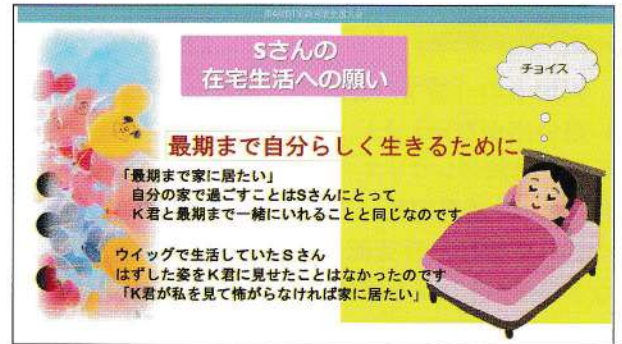 Sさんの
在宅生活への願い
チョイス
最期まで自分らしく生きるために
「最期まで家に居たい」
自分の家で過ごすことはSさんにとって
K君と最期まで一緒にいれることと同じなのです
ウイッグで生活していたSさん
はずした姿をK君に見せたことはなかったのです
「K君が私を見て怖がらなければ家に居たい」